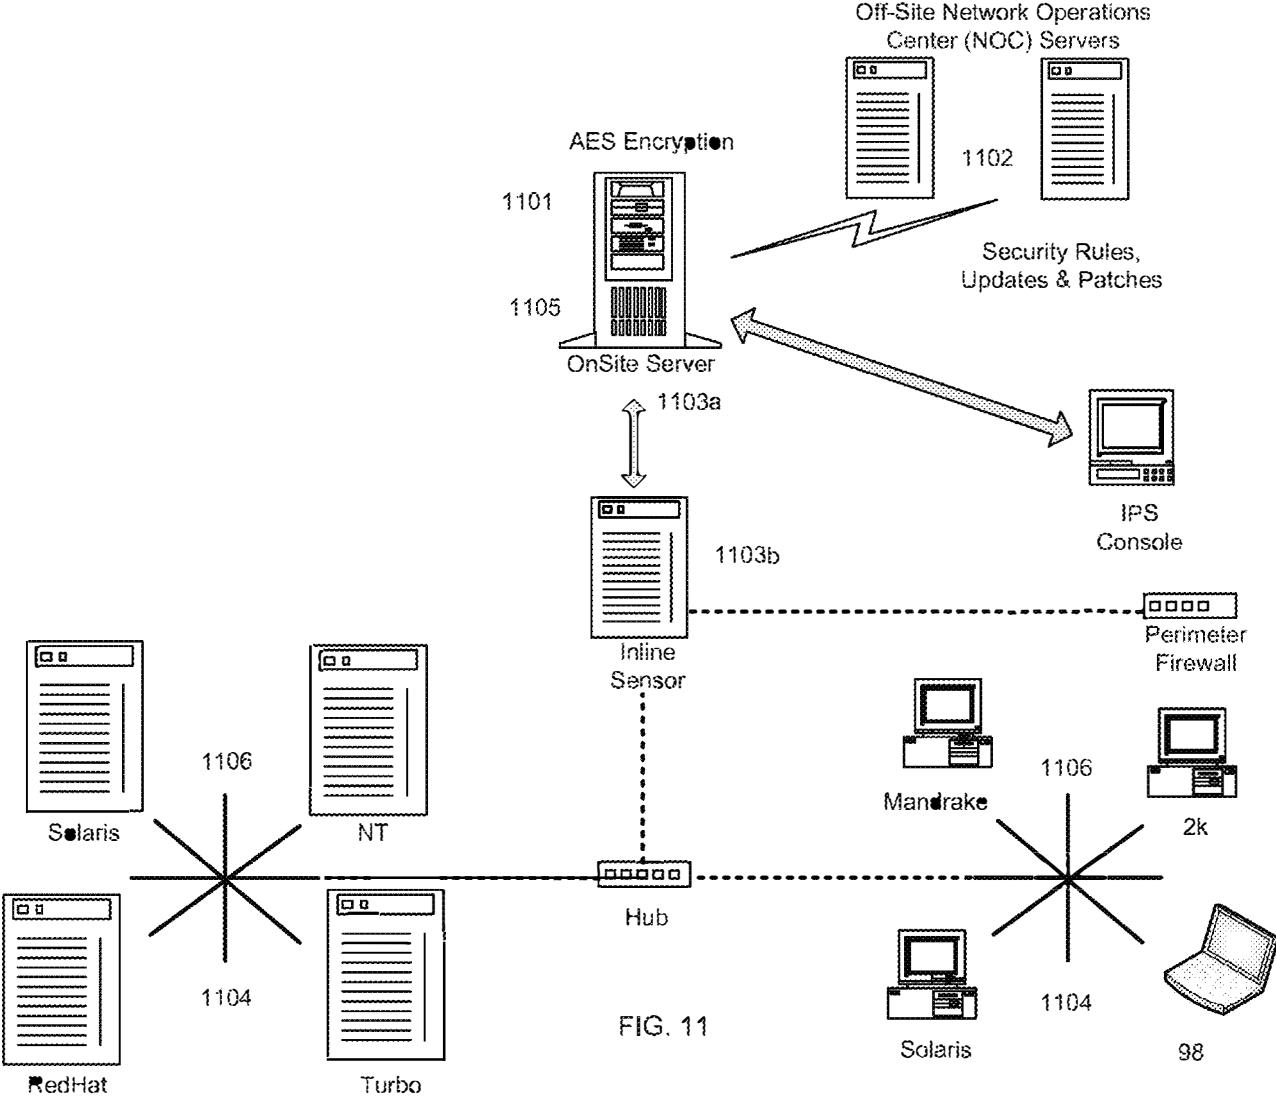 Off-Site Network Operations
Center (NOC) Servers
AES Encryption
1102
1101
Security Rules,
Updates & Patches
1105
OnSite Server
1103a
IPS
Console
1103b
Perimeter
Firewall
Inline
Sensor
1106
1106
Mandrake
2k
Solaris
NT
Hub
1104
1104
FIG. 11
Solaris
98
RedHat
Turbo